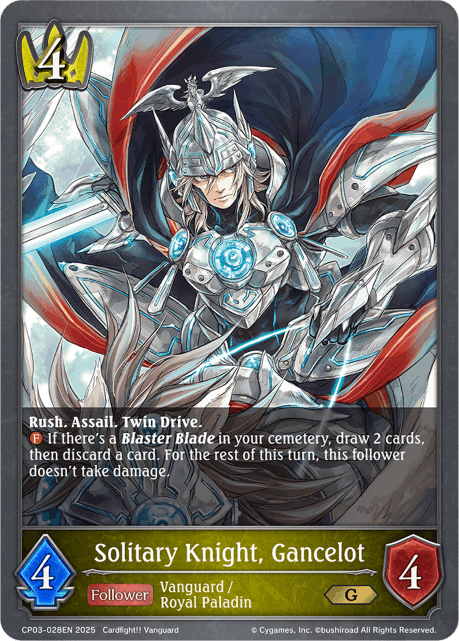 4
Rush. Assail. Twin Drive.
F If there's a Blaster Blade in your cemetery, draw 2 cards,
then discard a card. For the rest of this turn, this follower
doesn't take damage.
Solitary Knight, Gancelot
4
Follower
Vanguard /
Royal Paladin
G
4
CP03-028EN 2025 Cardfight!! Vanguard © Cygames, Inc. ©bushiroad All Rights Reserved.